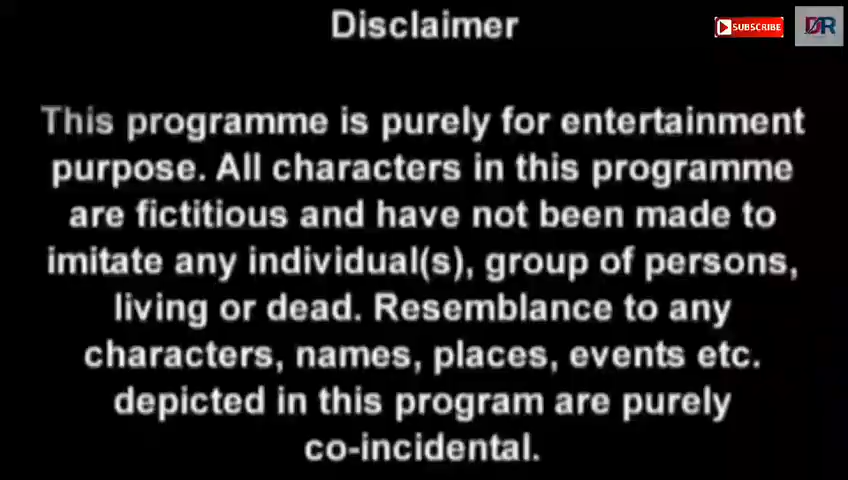 Disclaimer
SUBSCRIBE
DR
This programme is purely for entertainment
purpose. All characters in this programme
are fictitious and have not been made to
imitate any individual(s), group of persons,
living or dead. Resemblance to any
characters, names, places, events etc.
depicted in this program are purely
co-incidental.